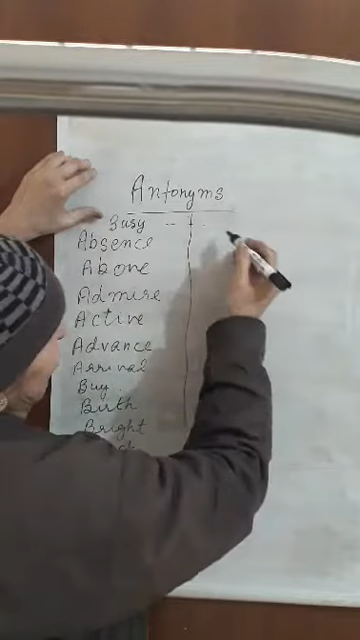 Antonyms
Busy
Absence
Above
Admire
Active
Advance
Arrival
Buy
Birth
Bright